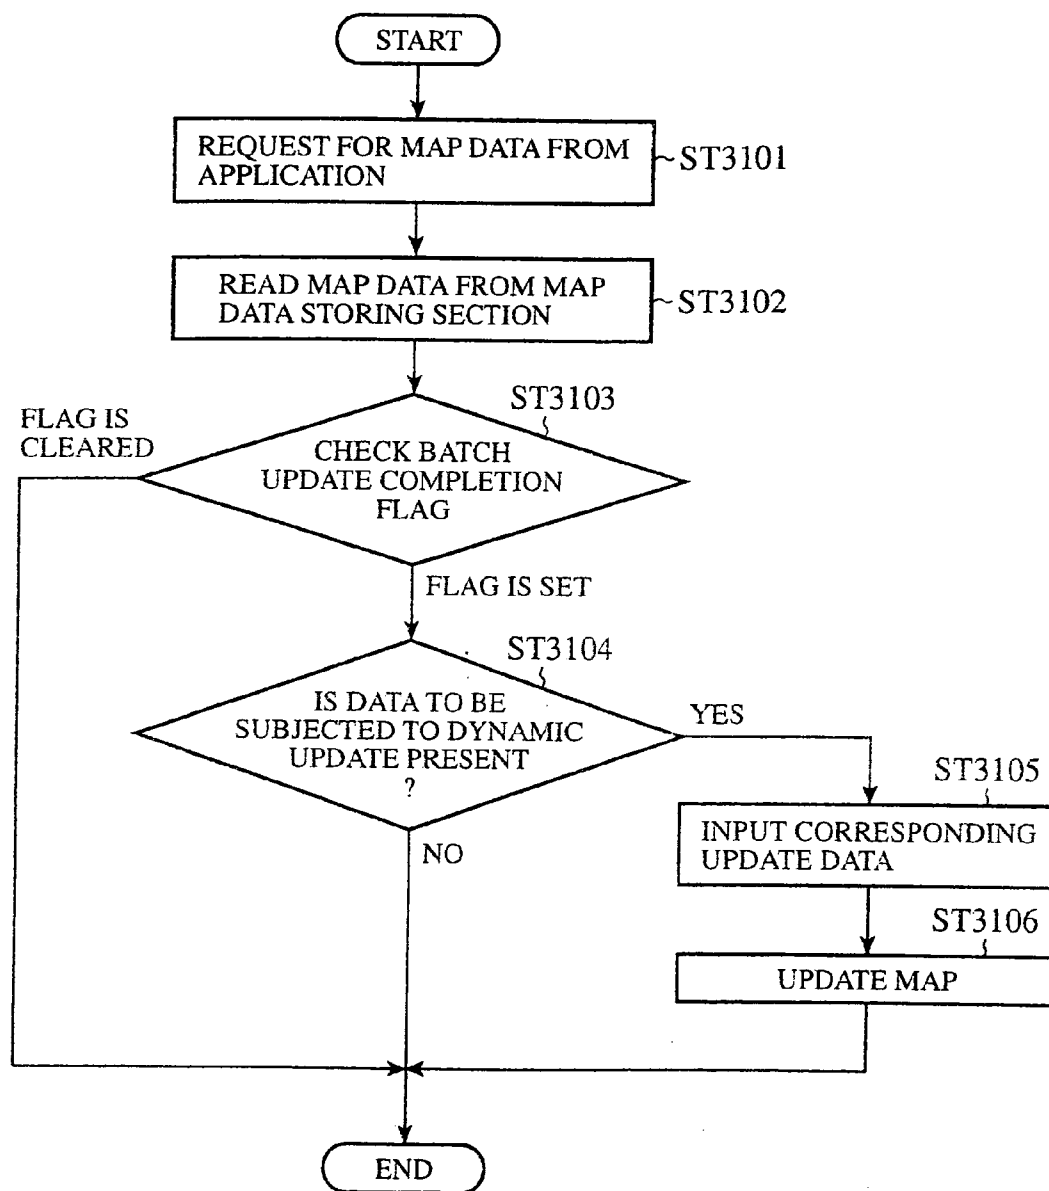 START
REQUEST FOR MAP DATA FROM
APPLICATION
ST3101
READ MAP DATA FROM MAP
DATA STORING SECTION
ST3102
ST3103
FLAG IS
CLEARED
CHECK BATCH
UPDATE COMPLETION
FLAG
FLAG IS SET
ST3104
IS DATA TO BE
SUBJECTED TO DYNAMIC
UPDATE PRESENT
?
YES
NO
ST3105
INPUT CORRESPONDING
UPDATE DATA
ST3106
UPDATE MAP
END